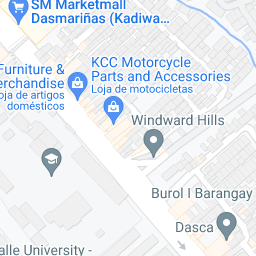 SM Marketmall
Dasmariñas (Kadiwa...
KCC Motorcycle
Parts and Accessories
Loja de motocicletas
Furniture &
erchandise
oja de artigos
domésticos
Windward Hills
Burol I Barangay
Dasca
alle University -